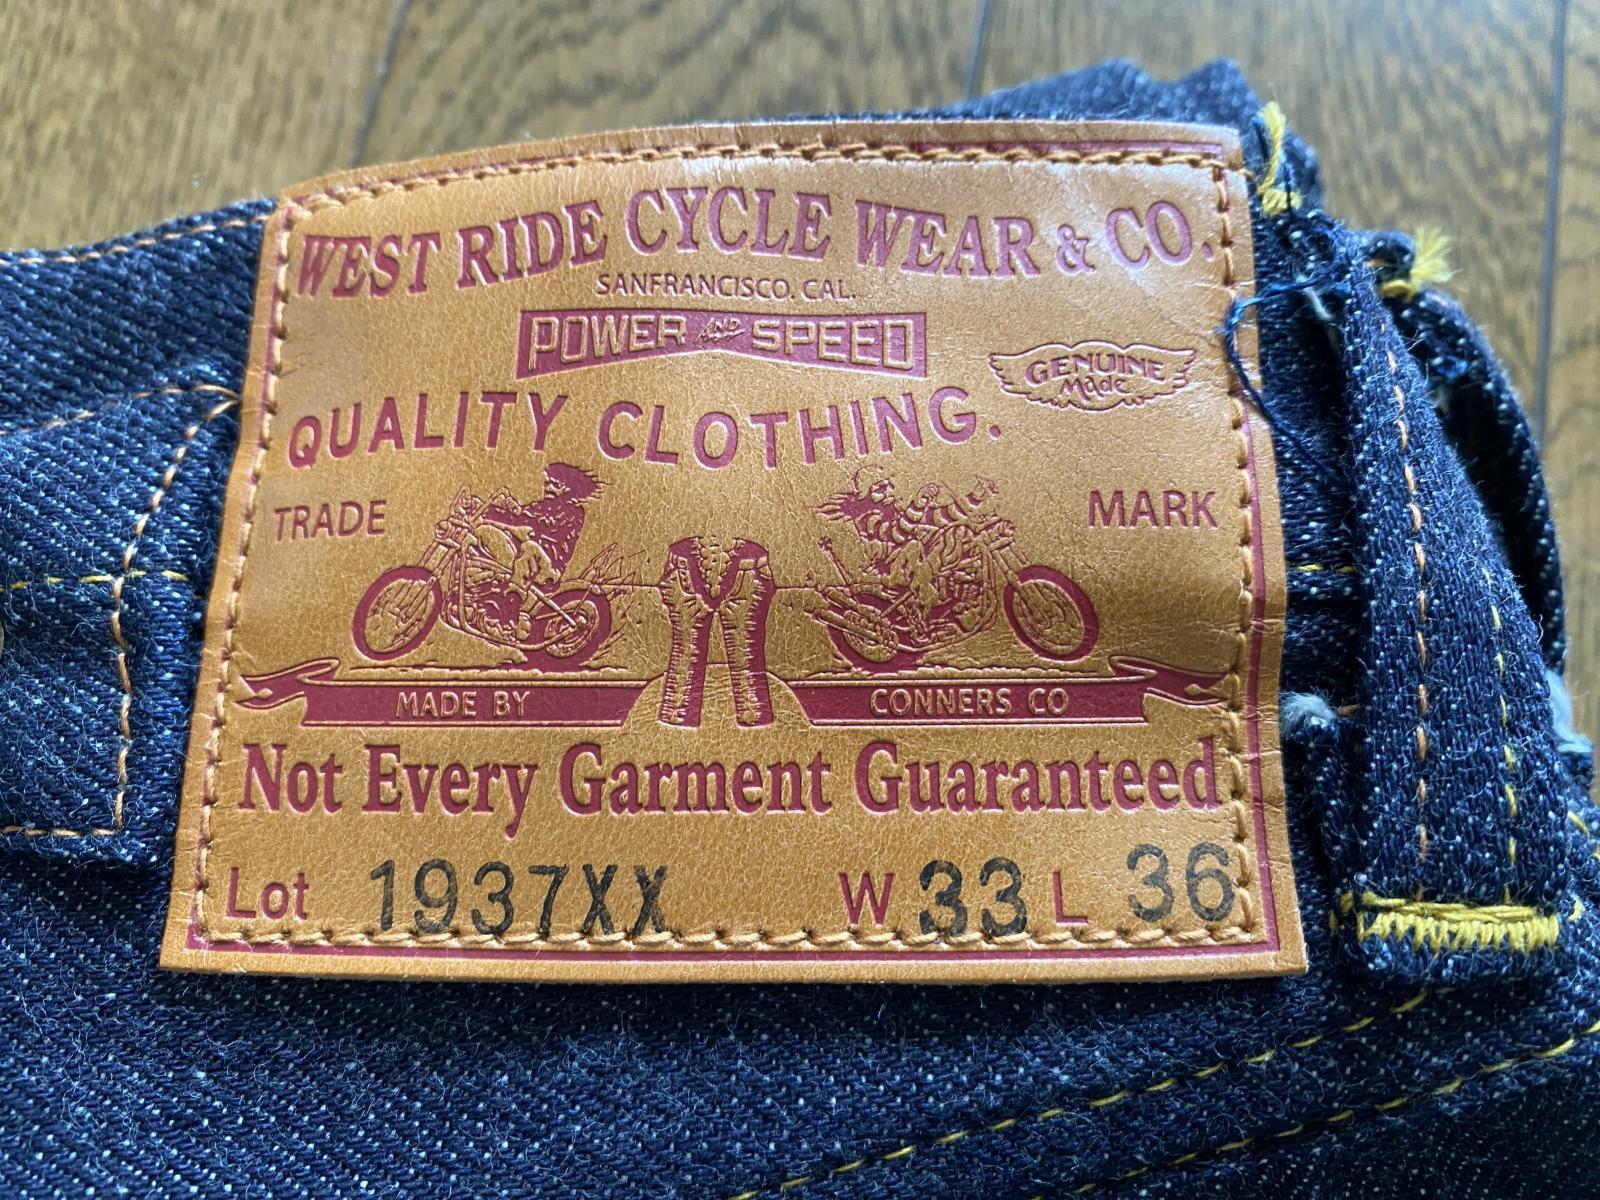 WEST RIDE CYCLE WEAR & CO.
SANFRANCISCO. CAL.
POWER AND SPEED
GENUINE
Made
QUALITY CLOTHING.
TRADE MARK
MADE BY CONNERS CO
Not Every Garment Guaranteed
Lot 1937XX W 33 L 36